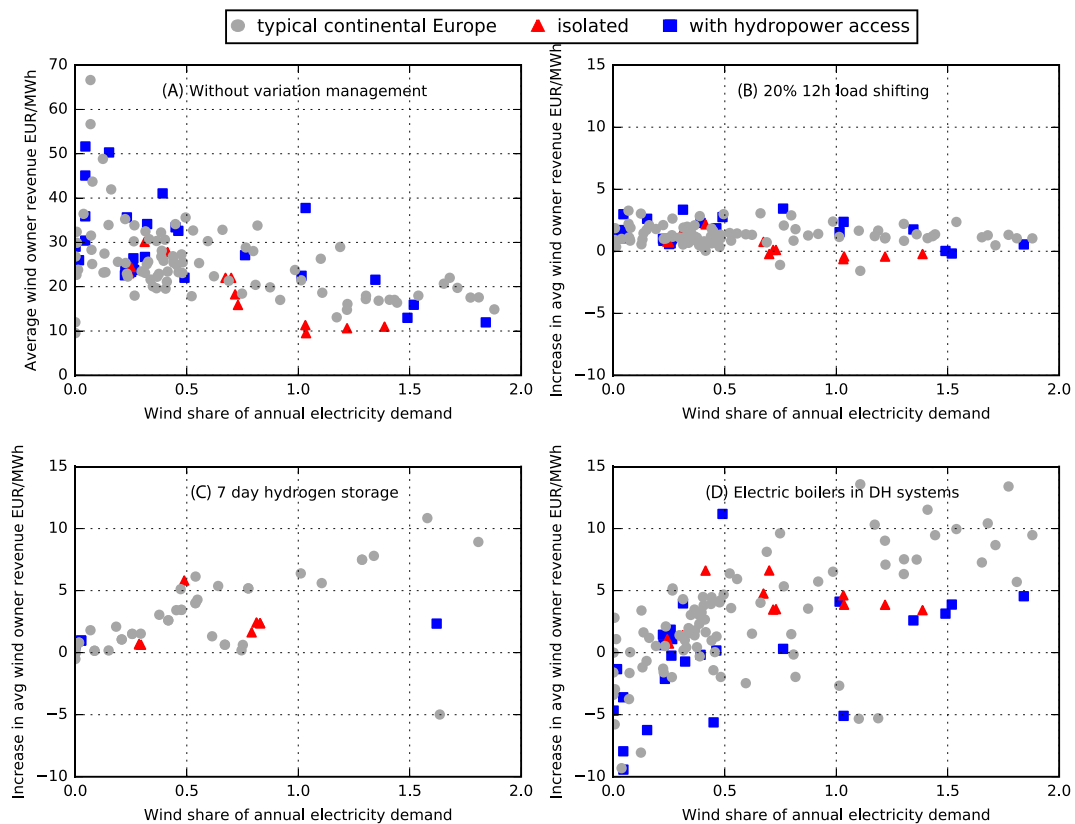 typical continental Europe isolated with hydropower access
(A) Without variation management
Average wind owner revenue EUR/MWh
70
60
50
40
30
20
10
0
0.0 0.5 1.0 1.5 2.0
Wind share of annual electricity demand
(B) 20% 12h load shifting
Increase in avg wind owner revenue EUR/MWh
15
10
5
0
−5
−10
0.0 0.5 1.0 1.5 2.0
Wind share of annual electricity demand
(C) 7 day hydrogen storage
Increase in avg wind owner revenue EUR/MWh
15
10
5
0
−5
−10
0.0 0.5 1.0 1.5 2.0
Wind share of annual electricity demand
(D) Electric boilers in DH systems
Increase in avg wind owner revenue EUR/MWh
15
10
5
0
−5
−10
0.0 0.5 1.0 1.5 2.0
Wind share of annual electricity demand